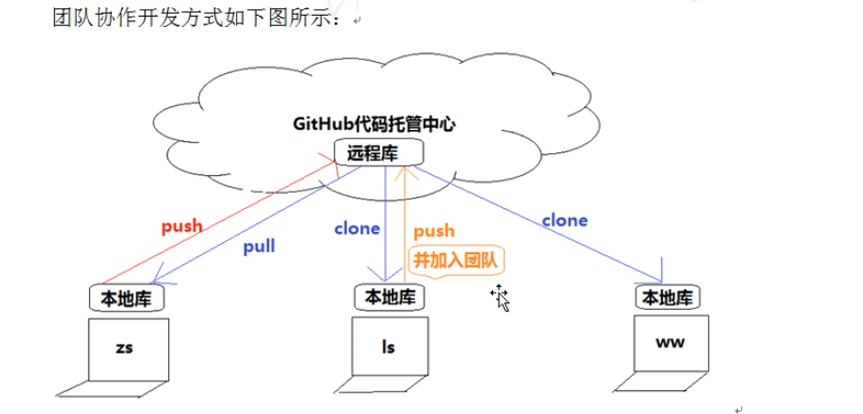 团队协作开发方式如下图所示：
GitHub代码托管中心
远程库
push
pull
clone
push
并加入团队
clone
本地库
本地库
本地库
zs
ls
ww